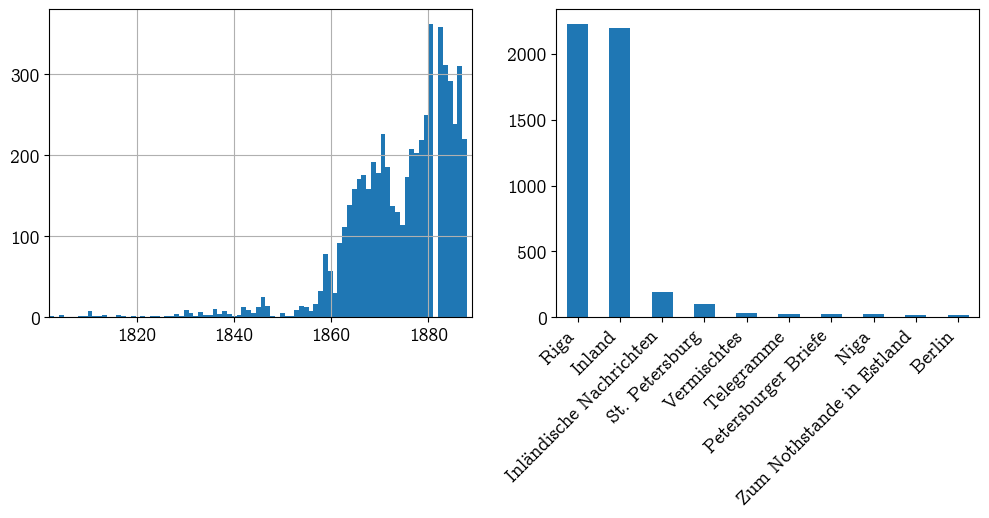 300
200
100
0
1820 1840 1860 1880
2000
1500
1000
500
0
Riga
Inland
Inländische Nachrichten
St. Petersburg
Vermischtes
Telegramme
Petersburger Briefe
Niga
Zum Nothstande in Estland
Berlin